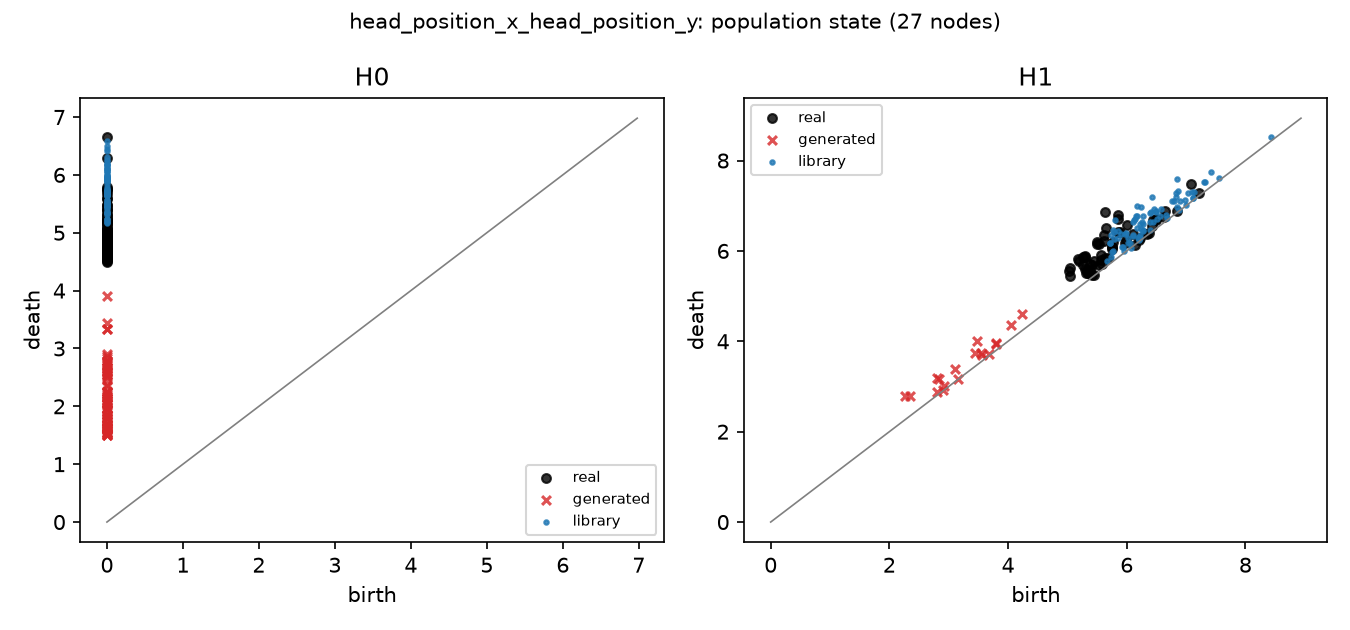 head_position_x_head_position_y: population state (27 nodes)
H0
7
6
5
4
3
2
1
0
death
0
1
2
3
4
5
6
7
birth
real
generated
library
H1
8
6
4
2
0
death
0
2
4
6
8
birth
real
generated
library